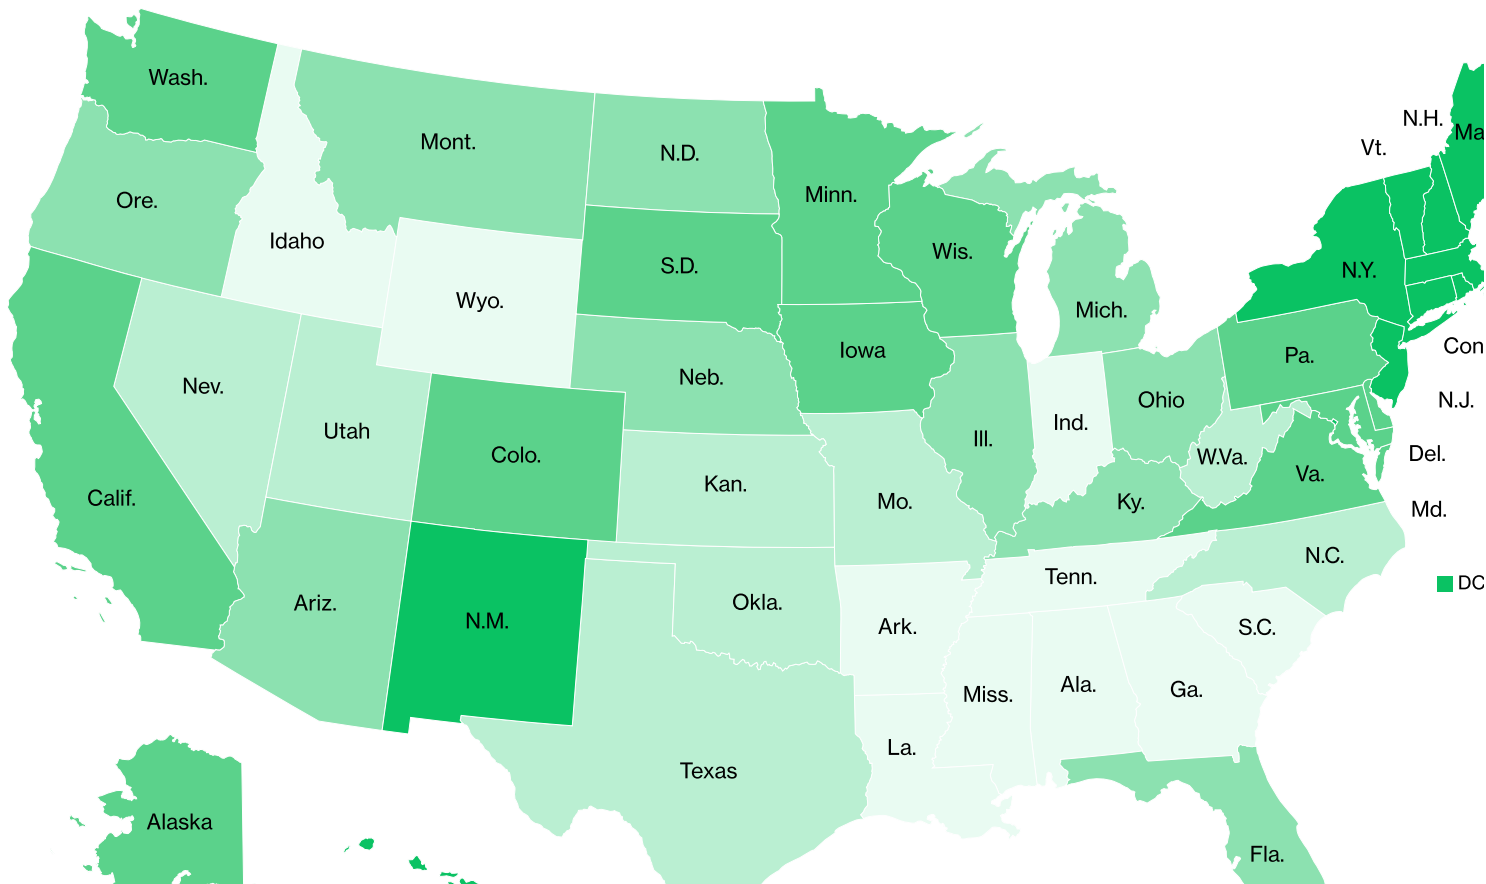 Wash.
Mont.
N.D.
Minn.
N.H.
Ma
Vt.
Ore.
Idaho
Wis.
S.D.
N.Y.
Wyo.
Mich.
Iowa
Pa.
Con
Nev.
Neb.
Ohio
N.J.
Utah
Ind.
Ill.
Colo.
W.Va.
Del.
Calif.
Kan.
Mo.
Ky.
Va.
Md.
N.C.
Tenn.
DC
Ariz.
Okla.
N.M.
Ark.
S.C.
Miss.
Ala.
Ga.
La.
Texas
Alaska
Fla.